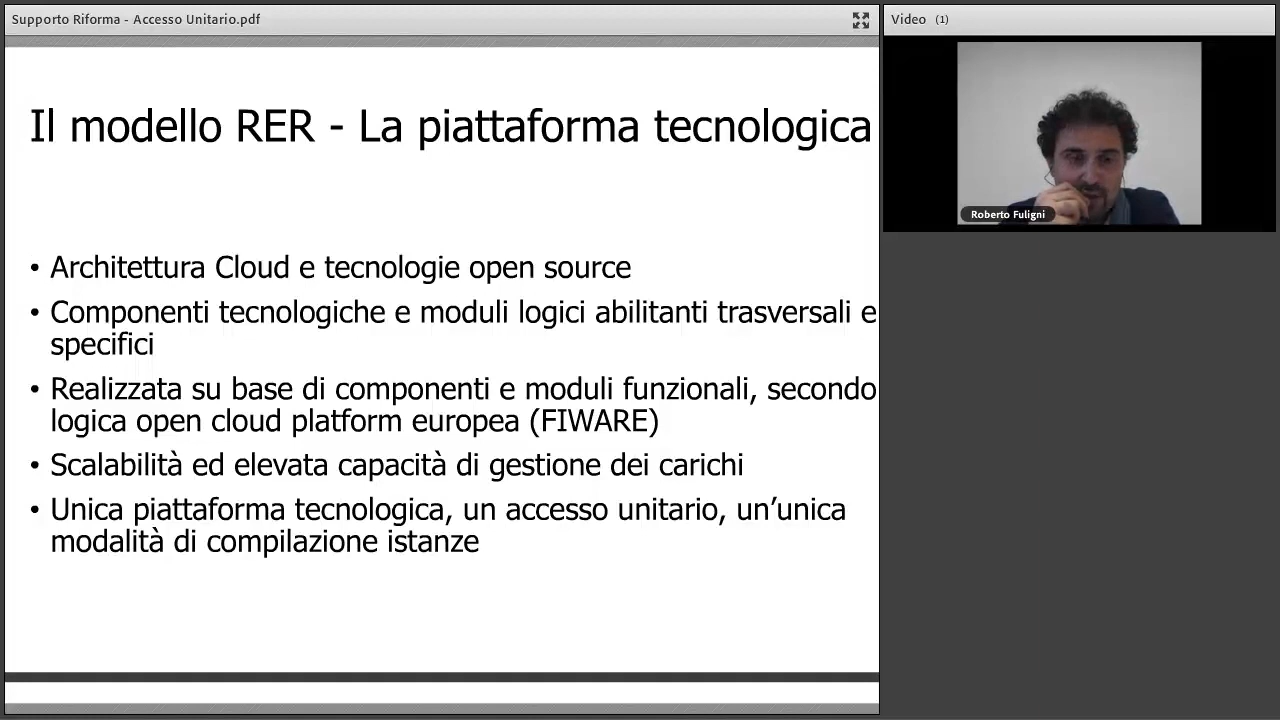 Supporto Riforma - Accesso Unitario.pdf
Video (1)
Roberto Fuligni
Il modello RER - La piattaforma tecnologica
• Architettura Cloud e tecnologie open source
• Componenti tecnologiche e moduli logici abilitanti trasversali e
specifici
• Realizzata su base di componenti e moduli funzionali, secondo
logica open cloud platform europea (FIWARE)
• Scalabilità ed elevata capacità di gestione dei carichi
• Unica piattaforma tecnologica, un accesso unitario, un’unica
modalità di compilazione istanze